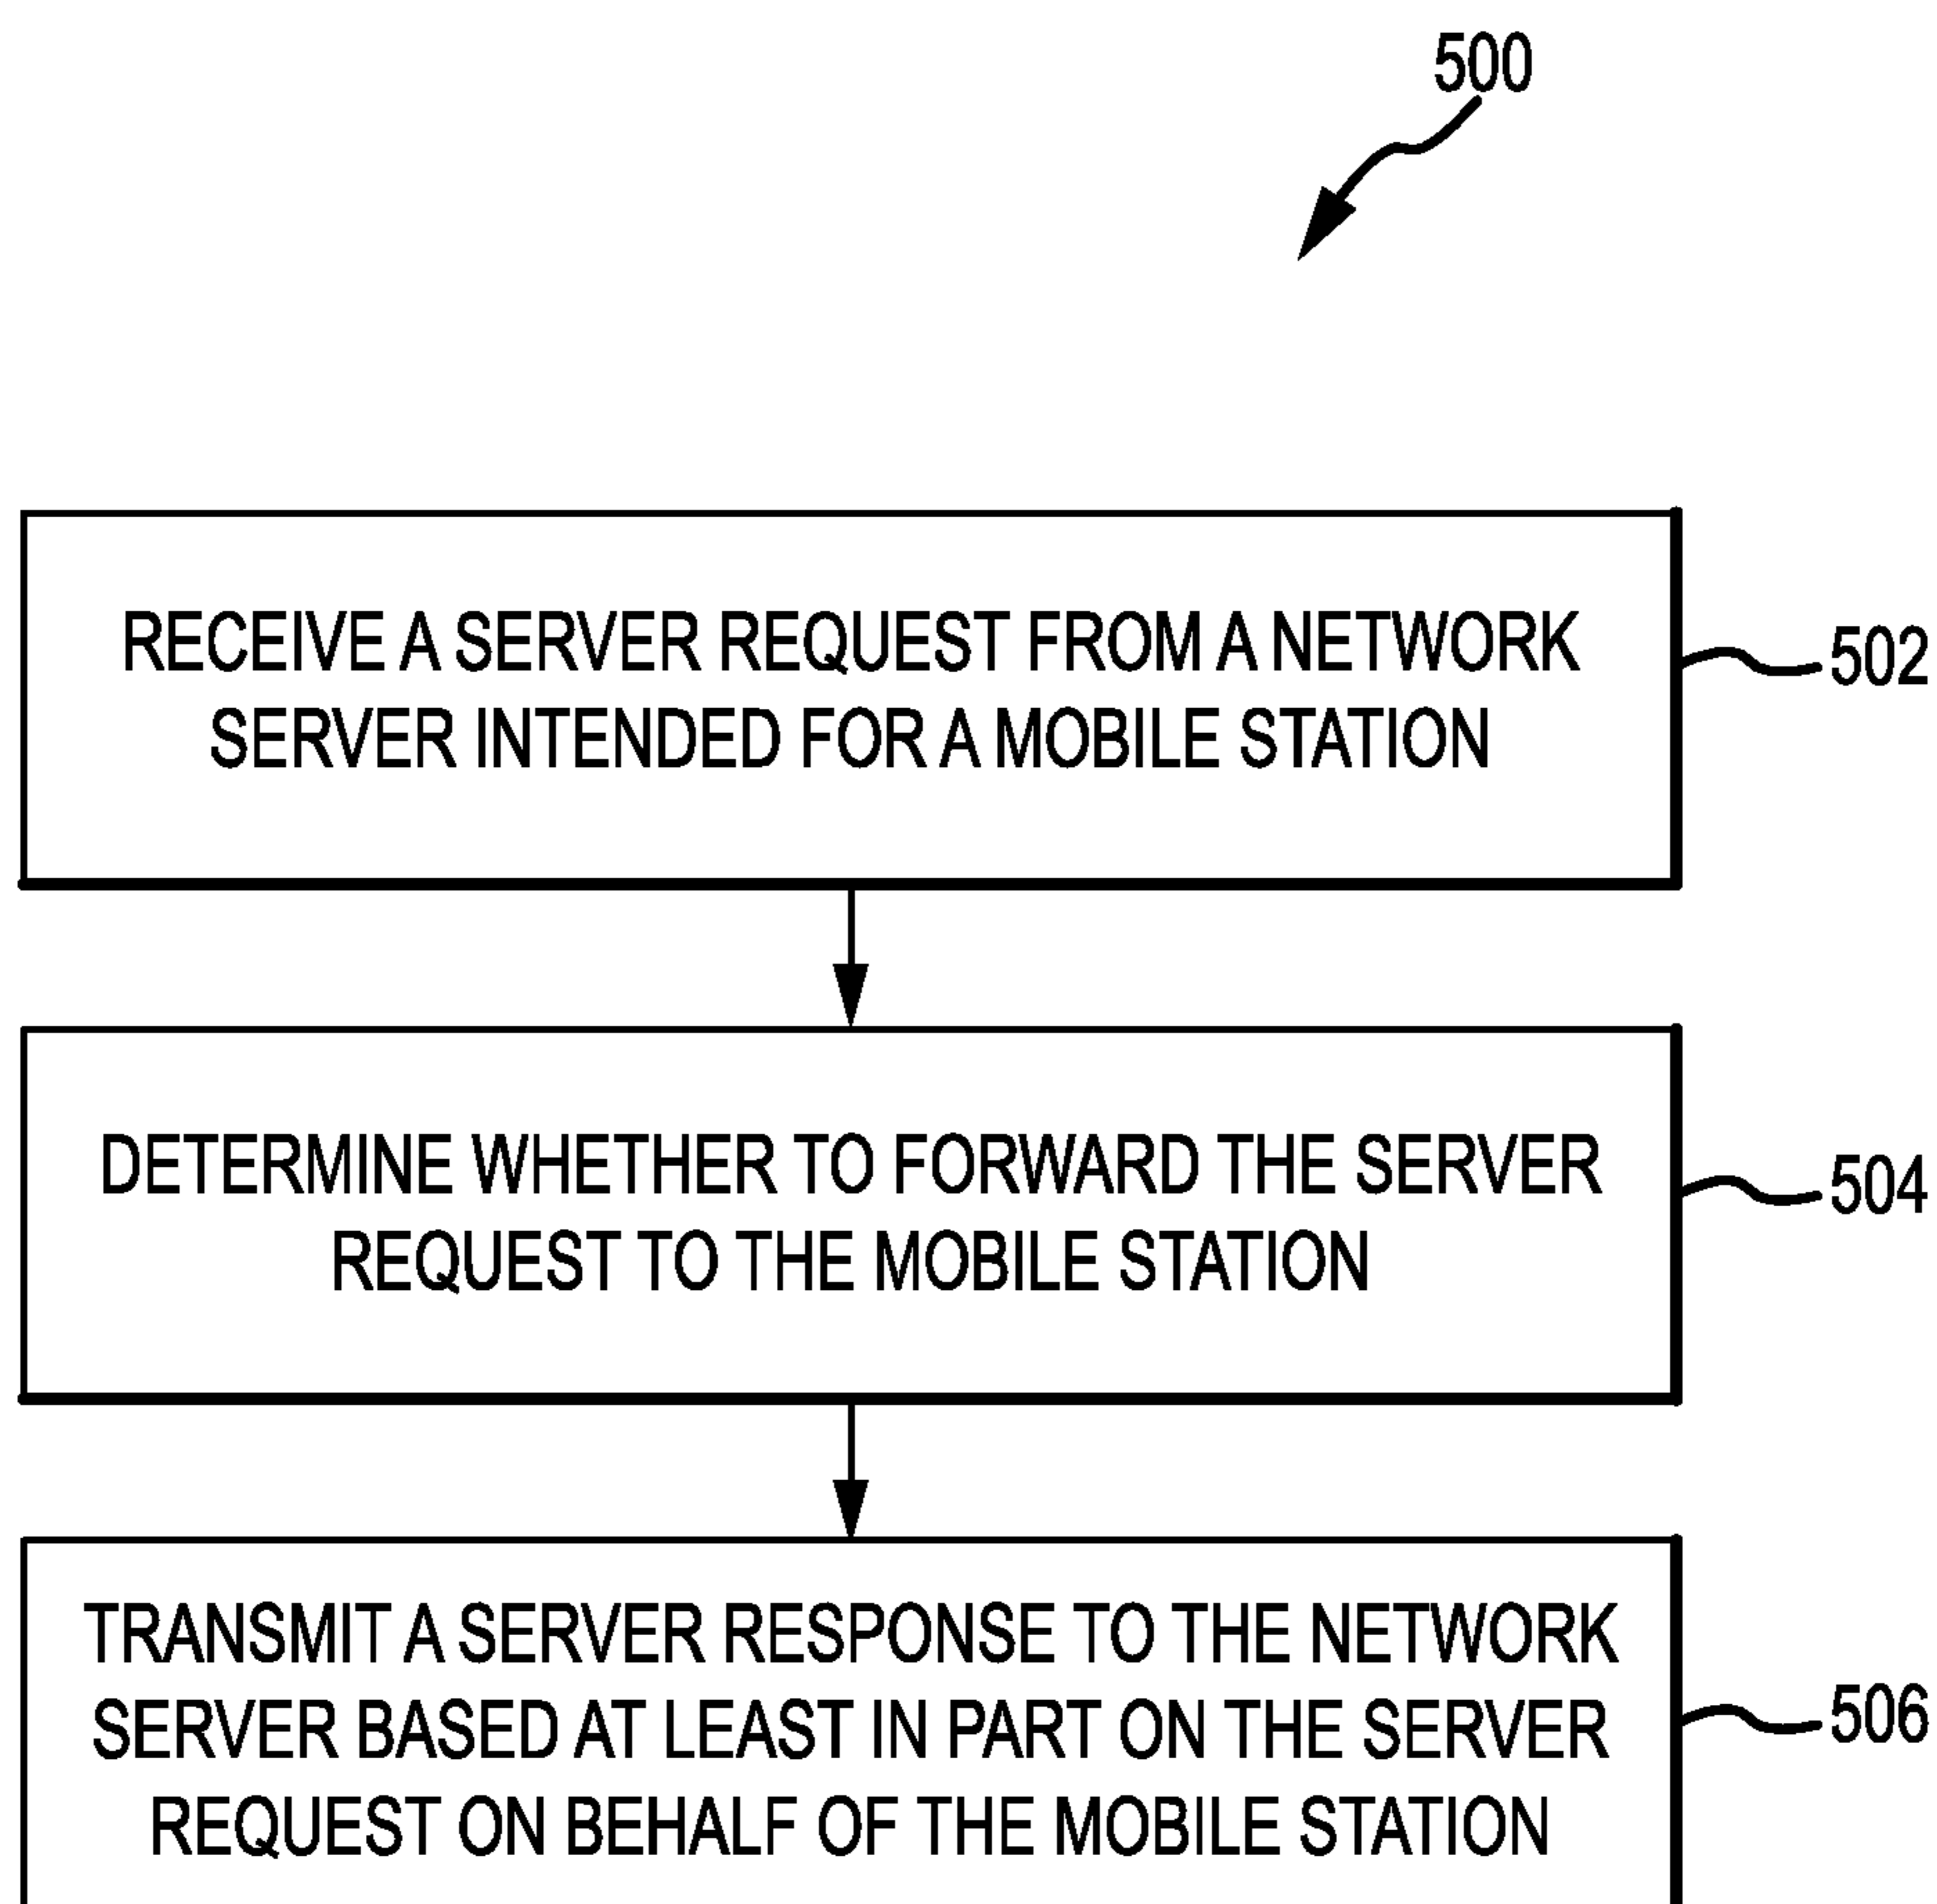 500
RECEIVE A SERVER REQUEST FROM A NETWORK
SERVER INTENDED FOR A MOBILE STATION
502
DETERMINE WHETHER TO FORWARD THE SERVER
REQUEST TO THE MOBILE STATION
504
TRANSMIT A SERVER RESPONSE TO THE NETWORK
SERVER BASED AT LEAST IN PART ON THE SERVER
REQUEST ON BEHALF OF THE MOBILE STATION
506